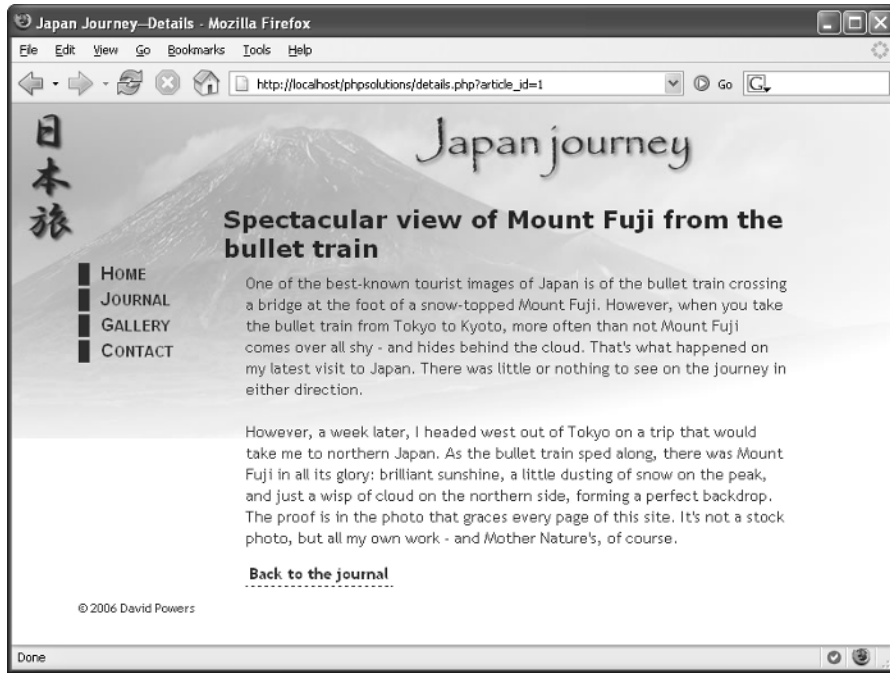 Japan Journey—Details - Mozilla Firefox
File Edit View Go Bookmarks Tools Help
http://localhost/phpsolutions/details.php?article_id=1 Go G
日
本
旅
Japan journey
Spectacular view of Mount Fuji from the
bullet train
HOME
JOURNAL
GALLERY
CONTACT
One of the best-known tourist images of Japan is of the bullet train crossing
a bridge at the foot of a snow-topped Mount Fuji. However, when you take
the bullet train from Tokyo to Kyoto, more often than not Mount Fuji
comes over all shy - and hides behind the cloud. That's what happened on
my latest visit to Japan. There was little or nothing to see on the journey in
either direction.
However, a week later, I headed west out of Tokyo on a trip that would
take me to northern Japan. As the bullet train sped along, there was Mount
Fuji in all its glory: brilliant sunshine, a little dusting of snow on the peak,
and just a wisp of cloud on the northern side, forming a perfect backdrop.
The proof is in the photo that graces every page of this site. It's not a stock
photo, but all my own work - and Mother Nature's, of course.
Back to the journal
© 2006 David Powers
Done